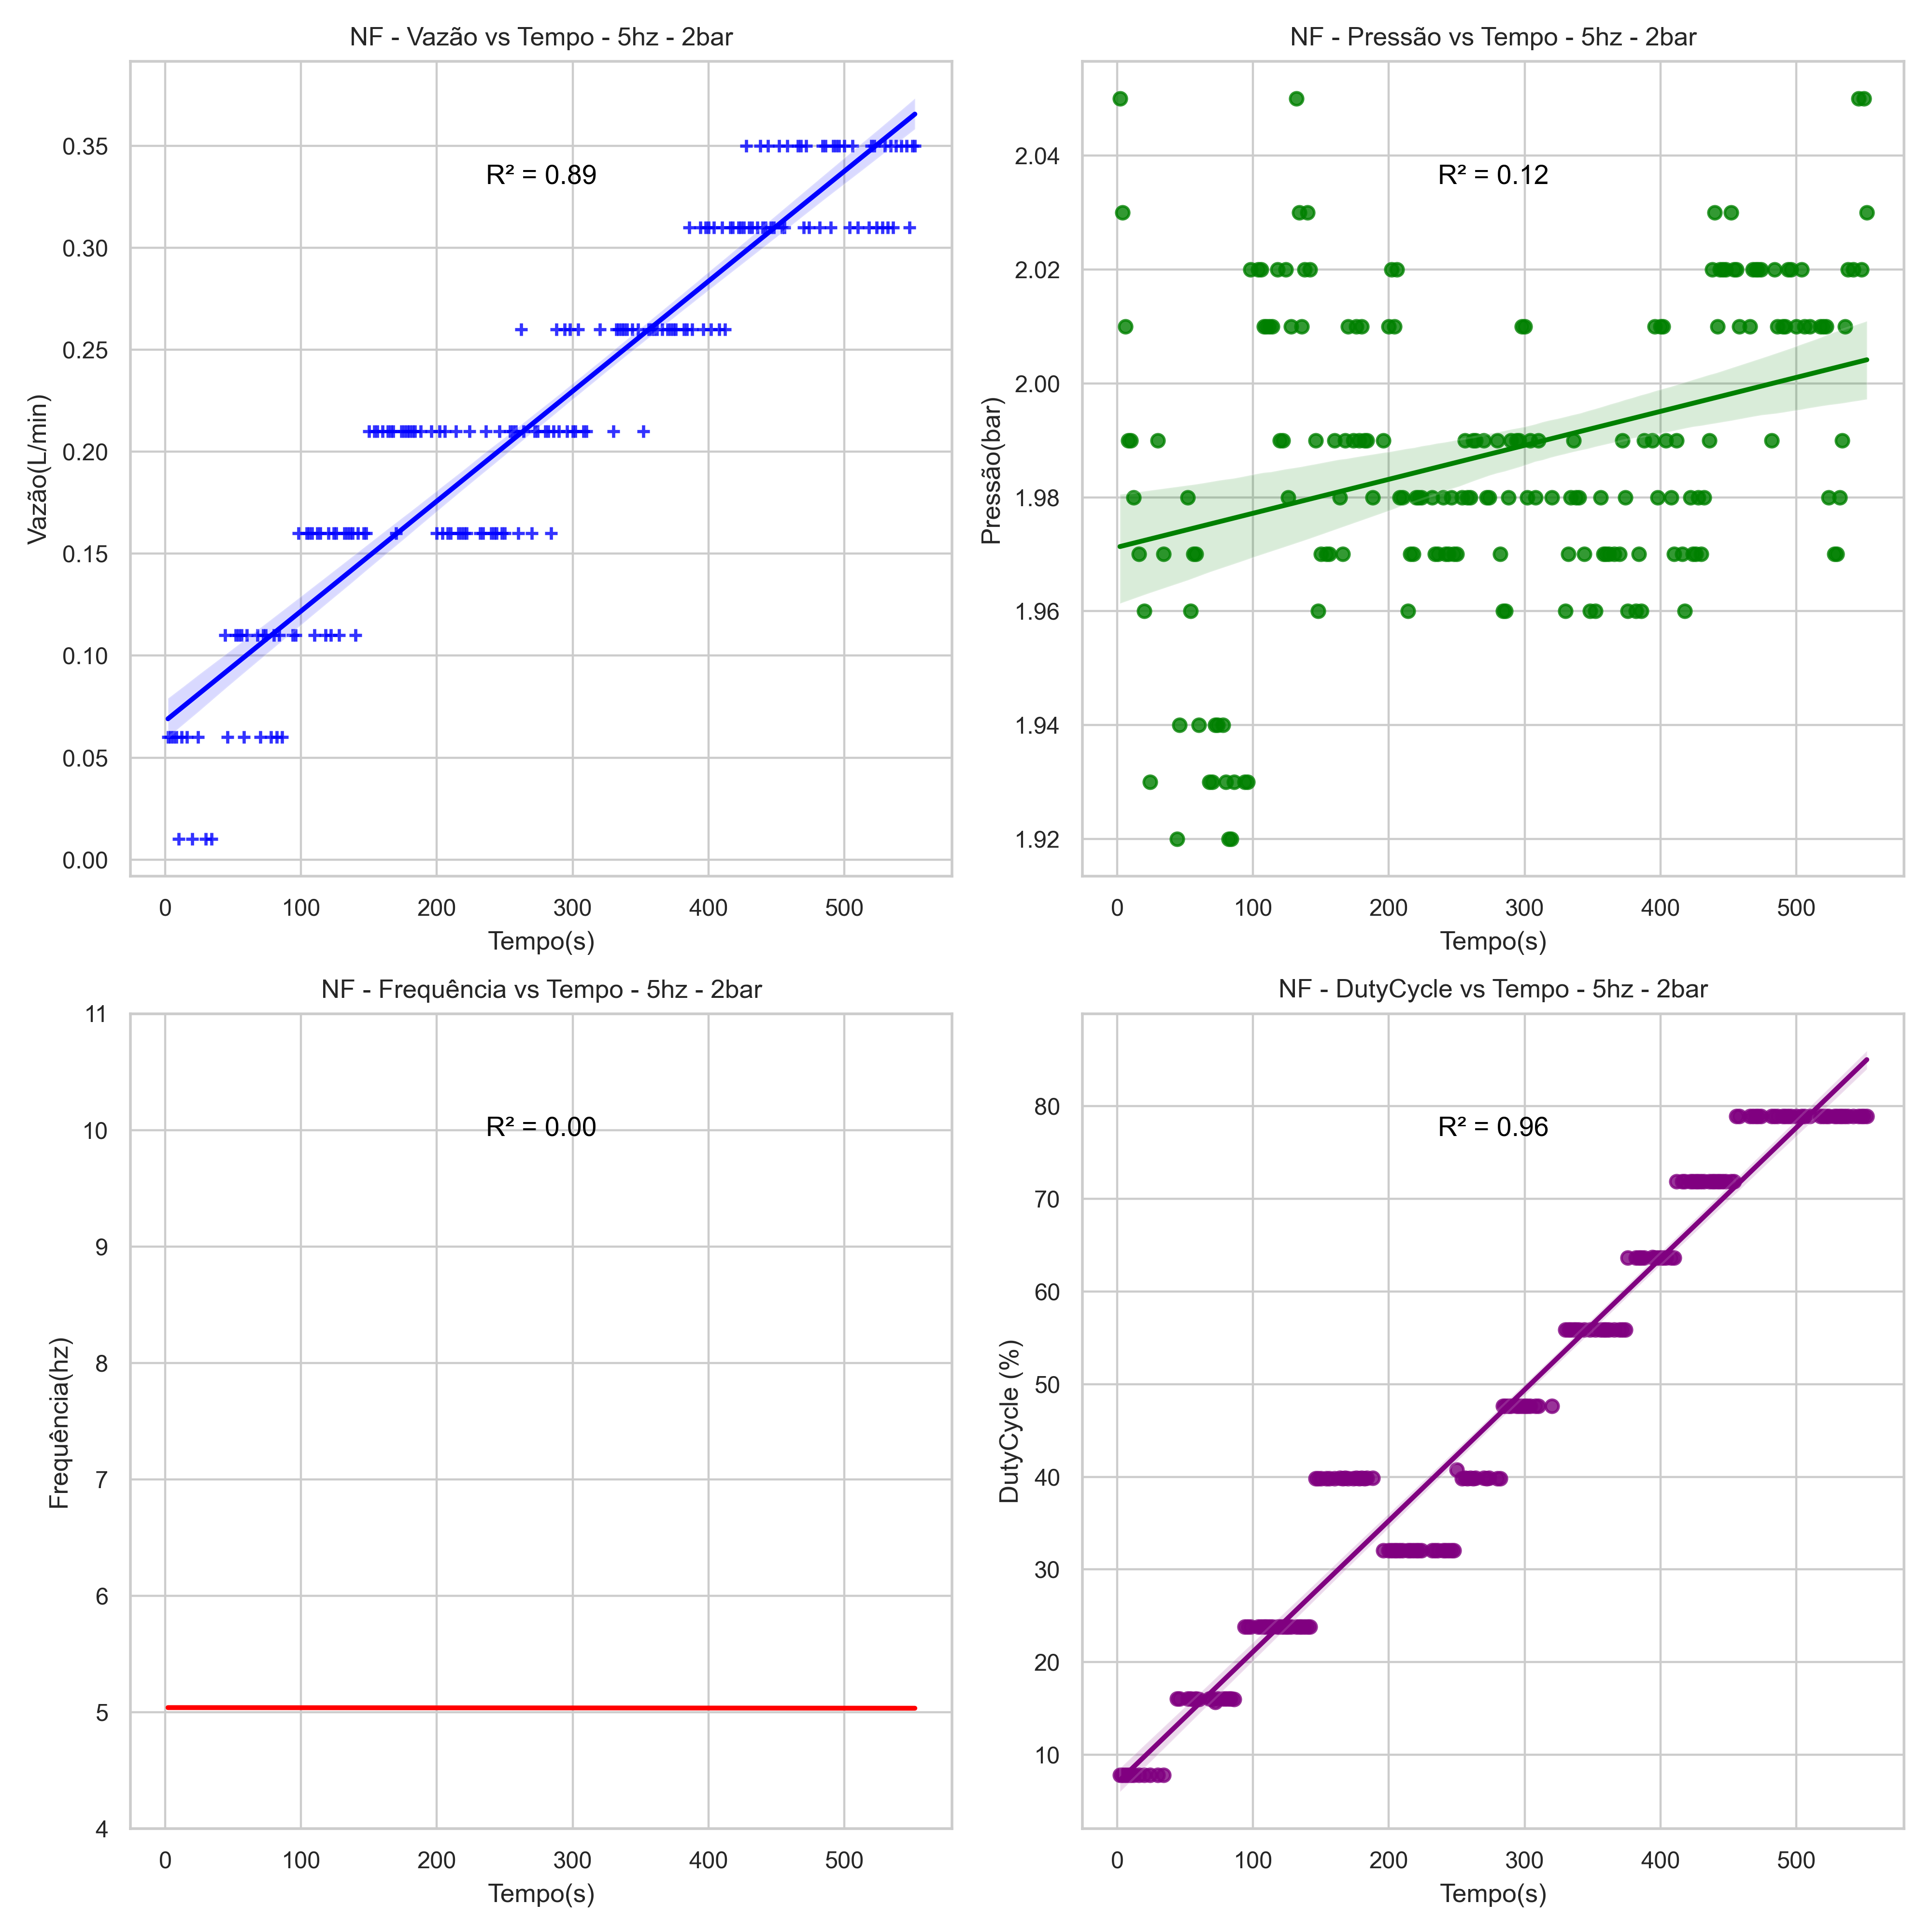 NF - Vazão vs Tempo - 5hz - 2bar
R² = 0.89
Vazão(L/min)
0.35
0.30
0.25
0.20
0.15
0.10
0.05
0.00
0 100 200 300 400 500
Tempo(s)
NF - Pressão vs Tempo - 5hz - 2bar
R² = 0.12
Pressão(bar)
2.04
2.02
2.00
1.98
1.96
1.94
1.92
0 100 200 300 400 500
Tempo(s)
NF - Frequência vs Tempo - 5hz - 2bar
R² = 0.00
Frequência(hz)
11
10
9
8
7
6
5
4
0 100 200 300 400 500
Tempo(s)
NF - DutyCycle vs Tempo - 5hz - 2bar
R² = 0.96
DutyCycle (%)
80
70
60
50
40
30
20
10
0 100 200 300 400 500
Tempo(s)